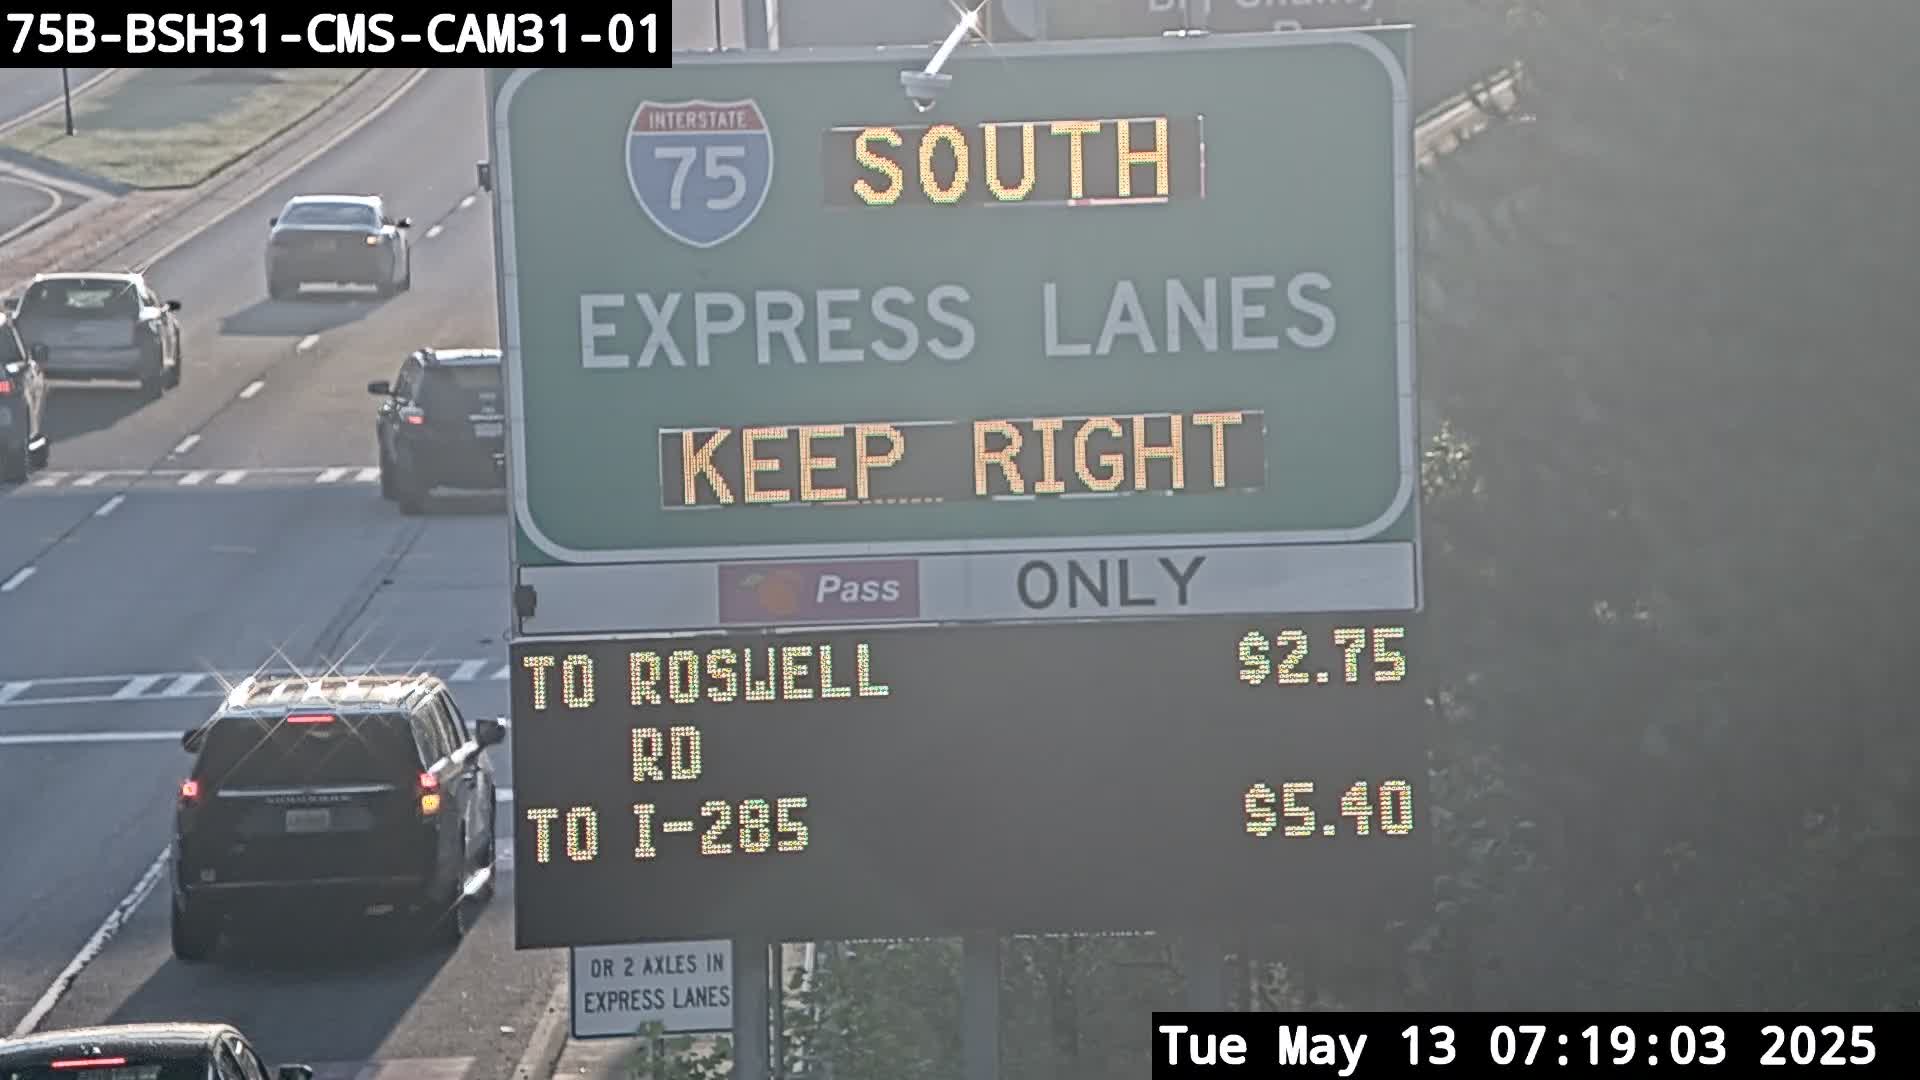 75B-BSH31-CMS-CAM31-01
INTERSTATE
75
SOUTH
EXPRESS LANES
KEEP RIGHT
Pass ONLY
TO ROSWELL $2.75
RD
TO I-285 $5.40
OR 2 AXLES IN
EXPRESS LANES
Tue May 13 07:19:03 2025